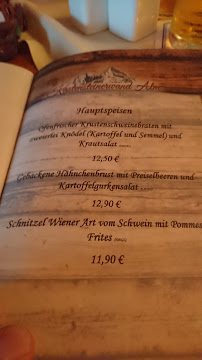 Hauptspeisen
Ofenfrischer Krustenschweinebraten mit
zweierlei Knödel (Kartoffel und Semmel) und
Krautsalat
12,50 €
Gebackene Hähnchenbrust mit Preiselbeeren und
Kartoffelgurkensalat
12,90 €
Schnitzel Wiener Art vom Schwein mit Pommes
Frites
11,90 €